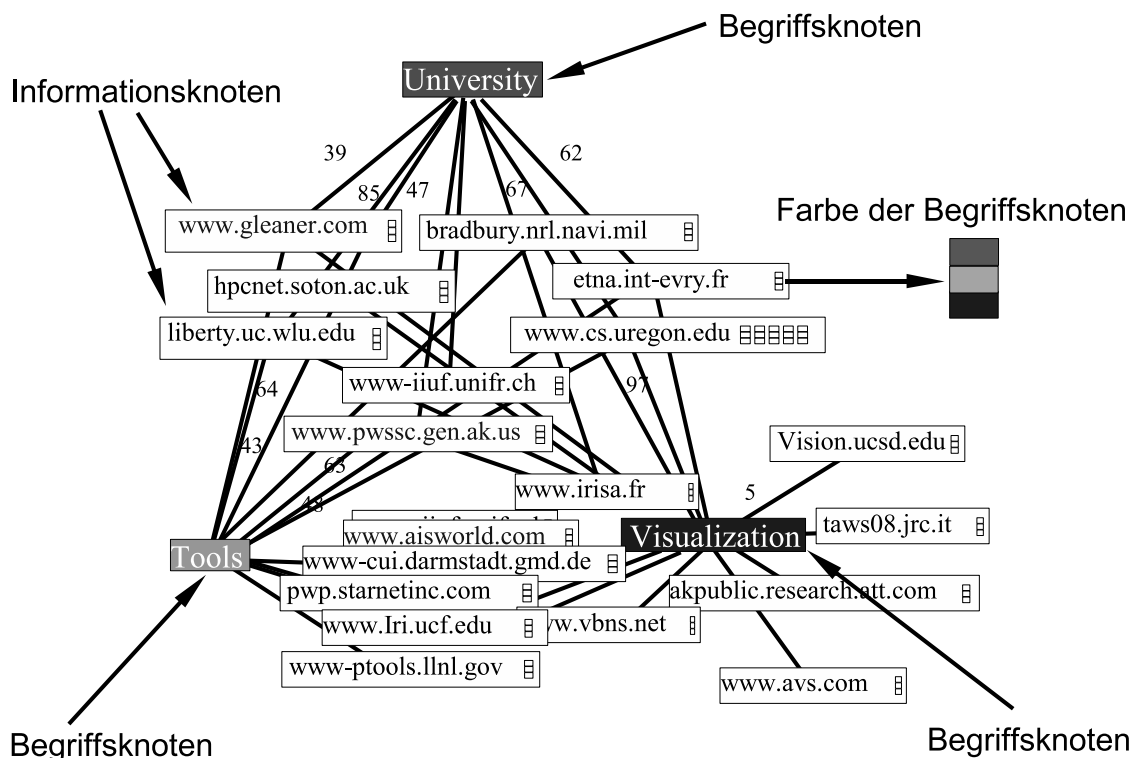 Begriffsknoten
University
Informationsknoten
39
62
85
47
67
Farbe der Begriffsknoten
www.gleaner.com
bradbury.nrl.navi.mil
hpcnet.soton.ac.uk
etna.int-evry.fr
liberty.uc.wlu.edu
www.cs.uregon.edu
www-iiuf.unifr.ch
64
97
www.pwssc.gen.ak.us
43
Vision.ucsd.edu
63
www.irisa.fr
5
48
taws08.jrc.it
www.aisworld.com
Visualization
Tools
www-cui.darmstadt.gmd.de
pwp.starnetinc.com
akpublic.research.att.com
www.Iri.ucf.edu
www-ptools.llnl.gov
www.avs.com
Begriffsknoten
Begriffsknoten